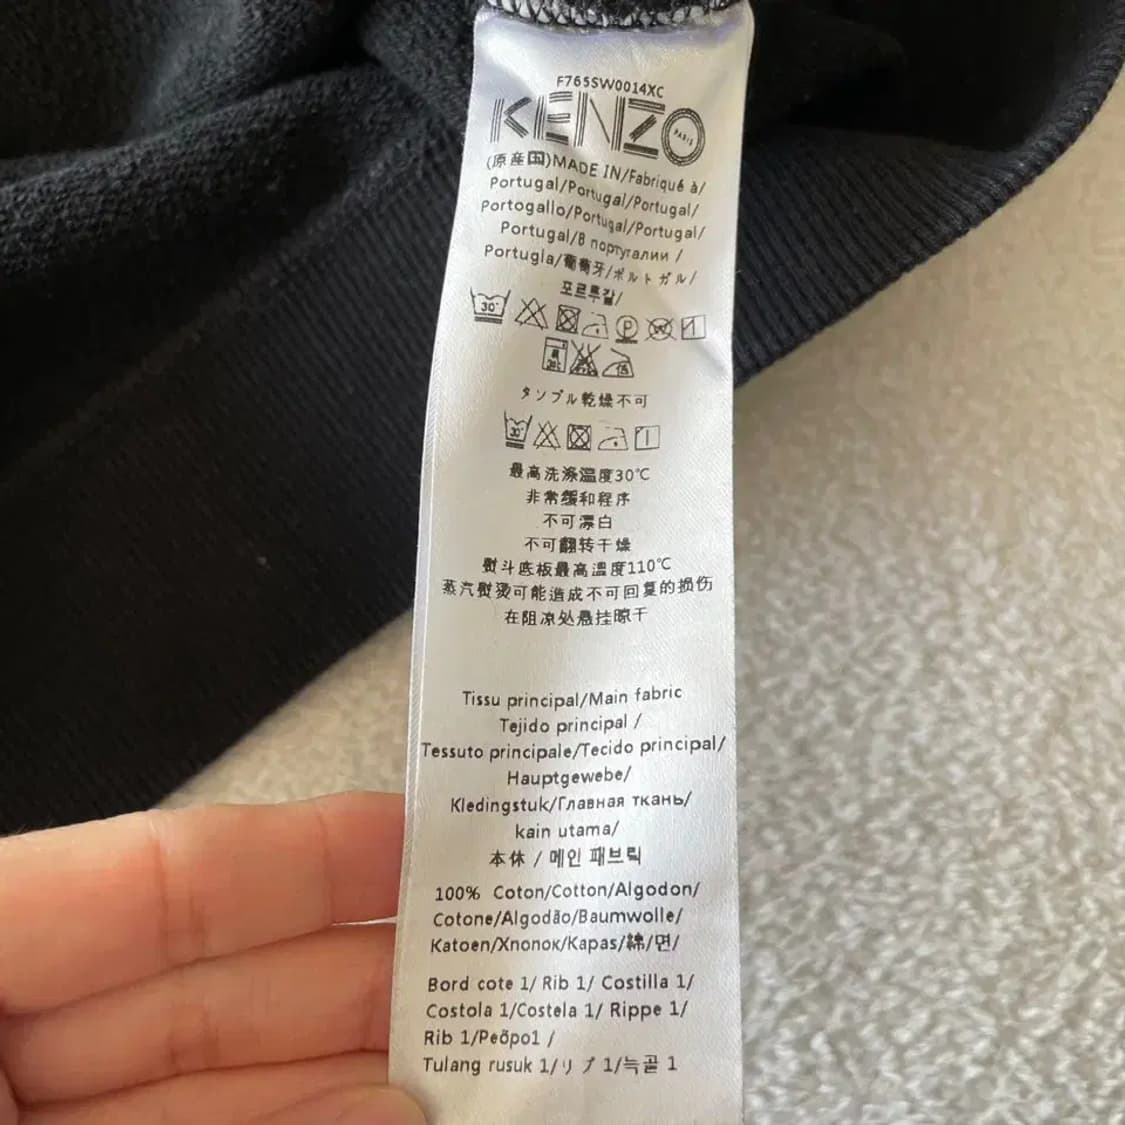 F765SW0014XC
KENZO
PARIS
(原産国)MADE IN/Fabriqué à/
Portugal/Portugal/Portugal/
Portogallo/Portugal/Portugal/
Portugal/В португалии /
Portugla/葡萄牙/ポルトガル/
포르투갈/
30°
P
W
低
タンブル乾燥不可
30°
最高洗涤温度30℃
非常缓和程序
不可漂白
不可翻转干燥
熨斗底板最高温度110℃
蒸汽熨烫可能造成不可回复的损伤
在阻凉处悬挂晾干
Tissu principal/Main fabric
Tejido principal /
Tessuto principale/Tecido principal/
Hauptgewebe/
Kledingstuk/Главная ткань/
kain utama/
本体 / 메인 패브릭
100% Coton/Cotton/Algodon/
Cotone/Algodão/Baumwolle/
Katoen/Хпопок/Kapas/綿/면/
Bord cote 1/ Rib 1/ Costilla 1/
Costola 1/Costela 1/ Rippe 1/
Rib 1/Ребро1 /
Tulang rusuk 1/リブ 1/늑골 1